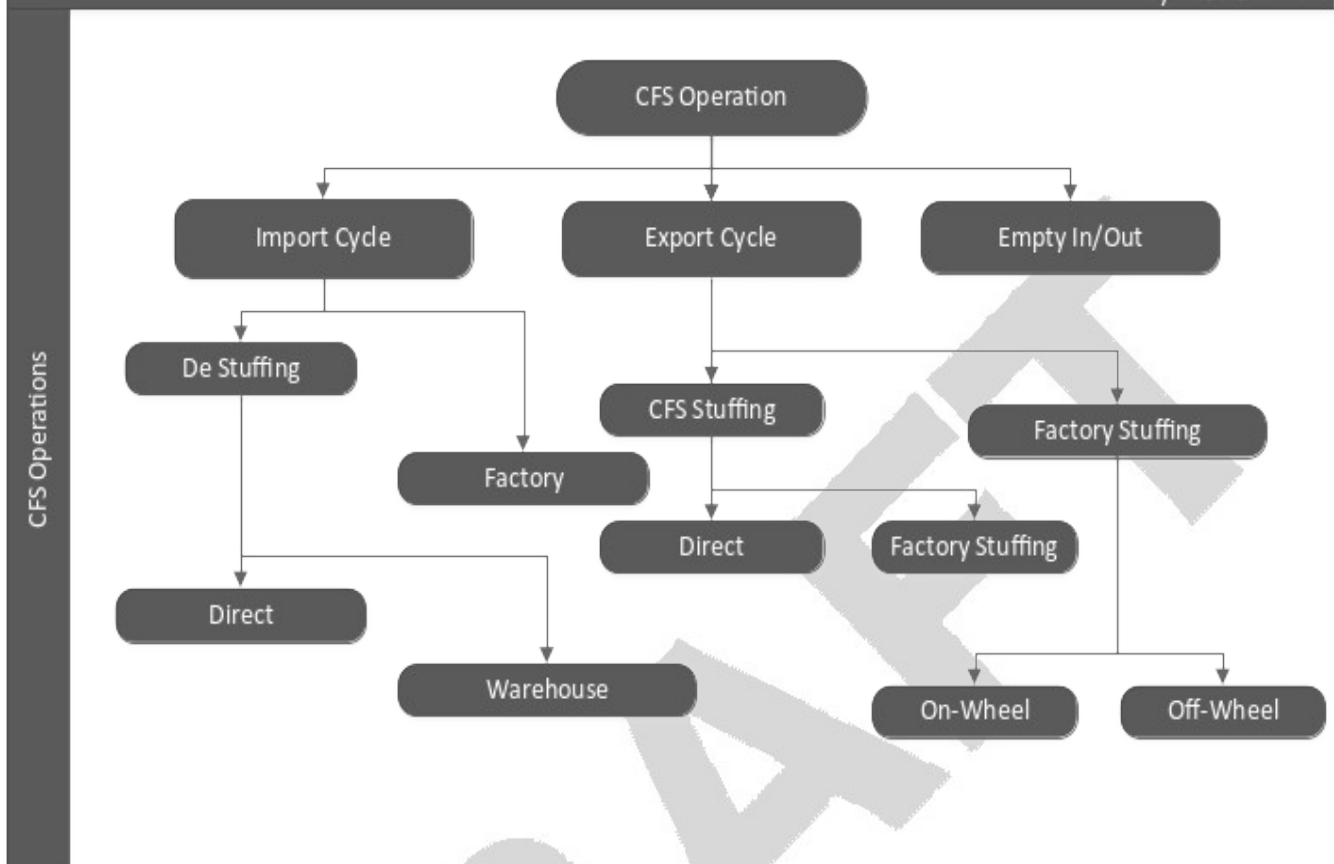 CFS Operation
Import Cycle
Export Cycle
Empty In/Out
De Stuffing
CFS Stuffing
Factory Stuffing
Factory
Direct
Factory Stuffing
Direct
Warehouse
On-Wheel
Off-Wheel
CFS Operations